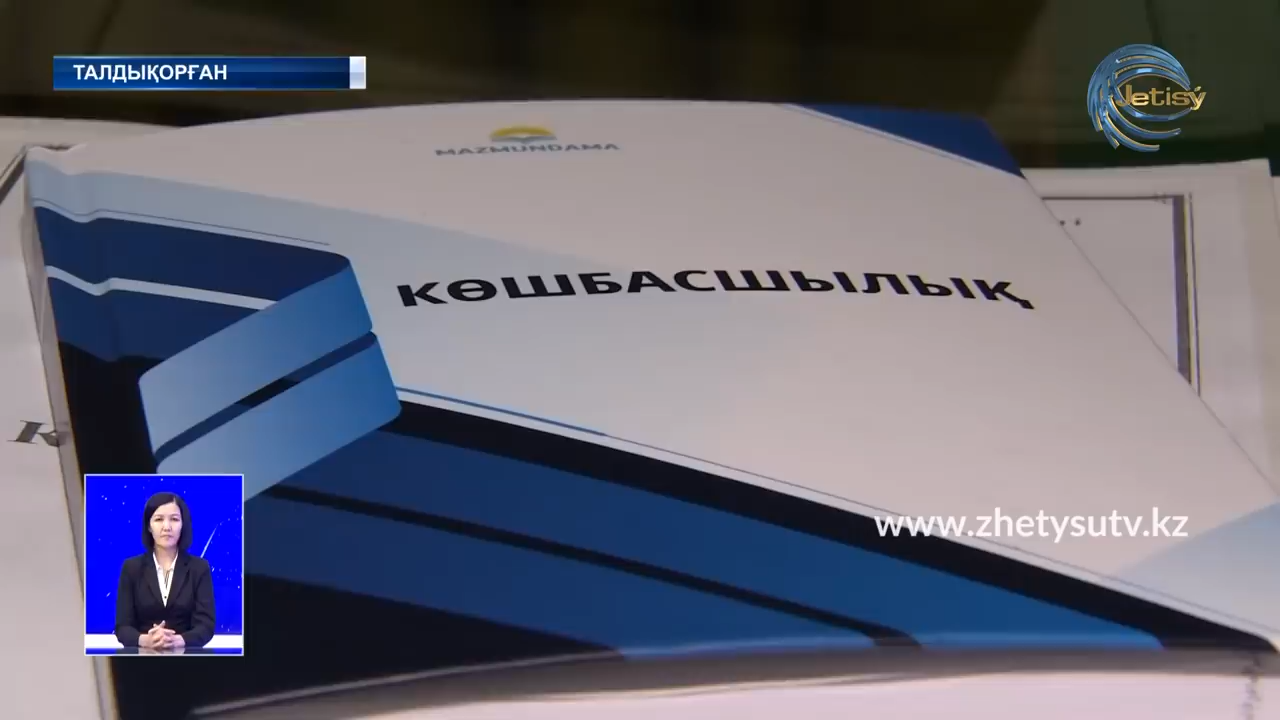 ТАЛДЫҚОРҒАН
Jetisý
MAZMUNDAMA
КӨШБАСШЫЛЫҚ
К
www.zhetysutv.kz